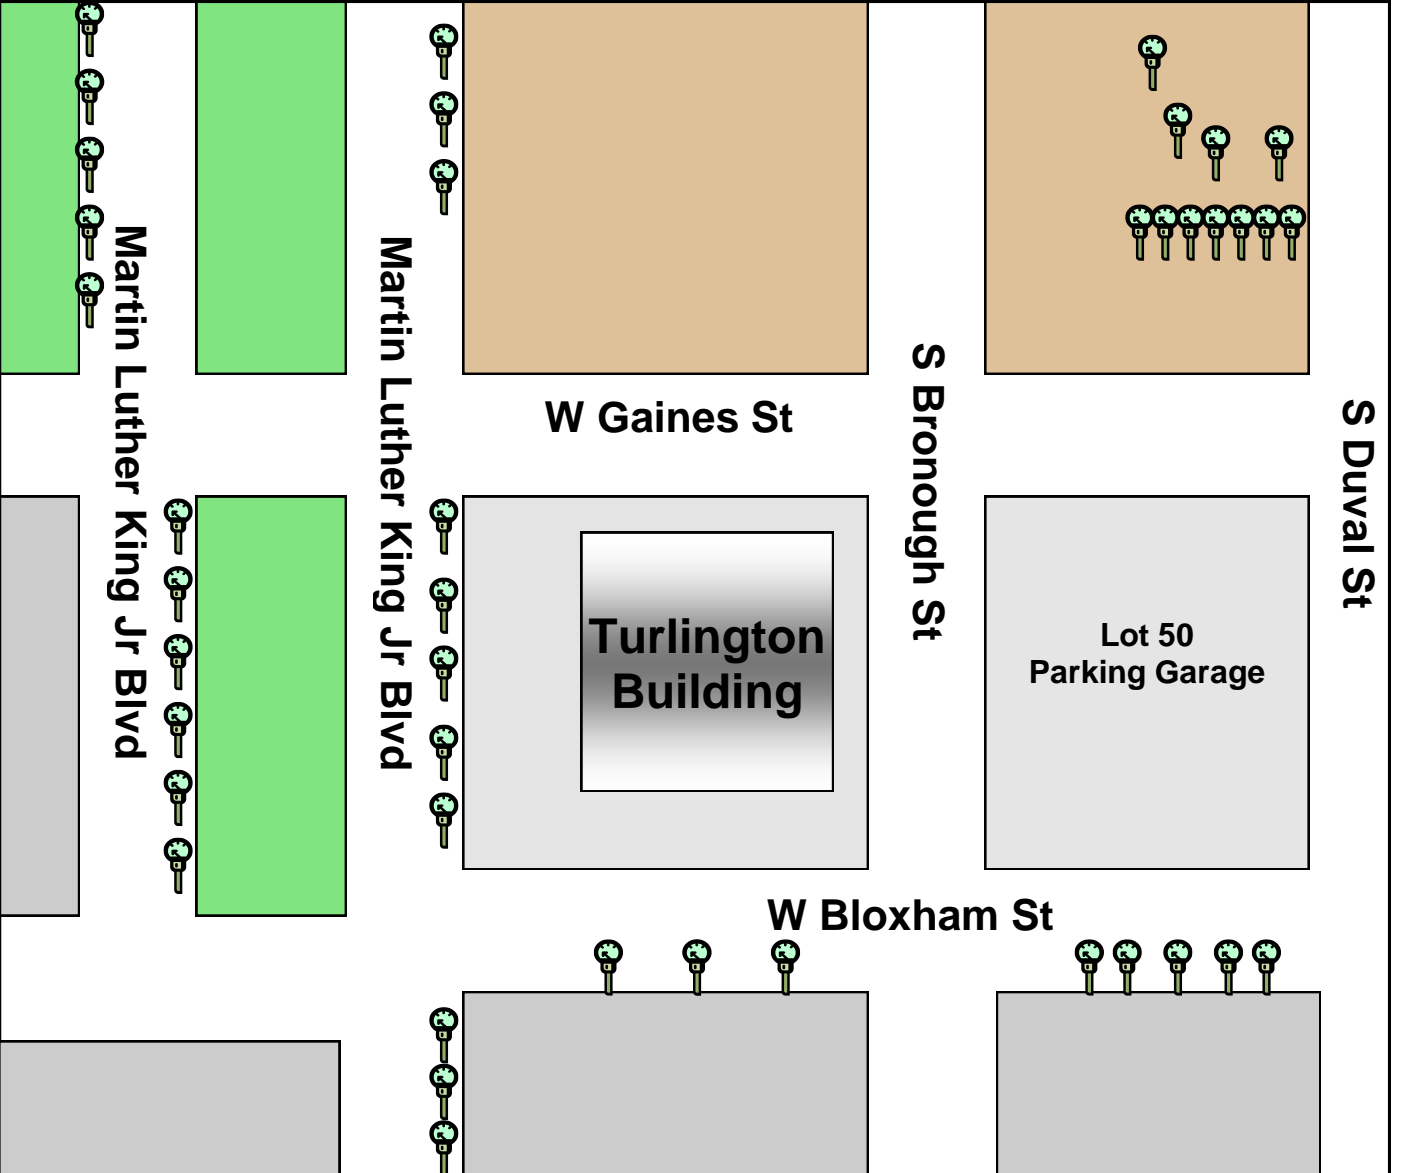 Martin Luther King Jr Blvd
Martin Luther King Jr Blvd
W Gaines St
S Bronough St
S Duval St
Turlington
Building
Lot 50
Parking Garage
W Bloxham St